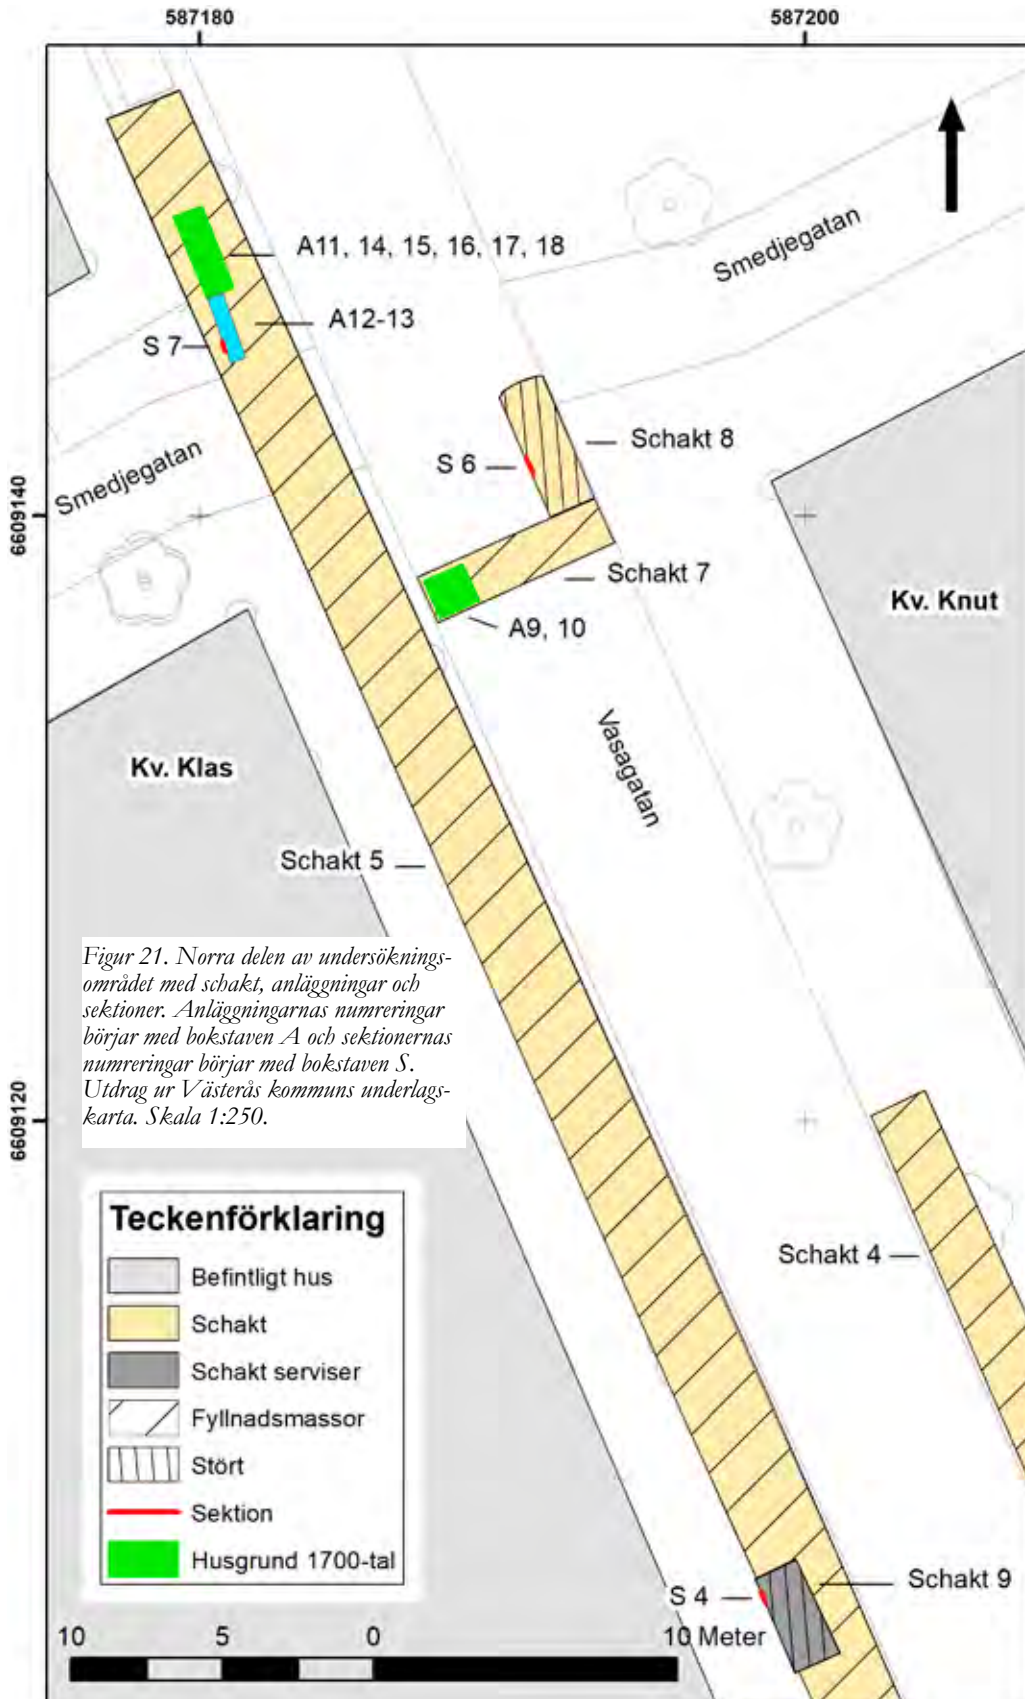 587180
587200
A11, 14, 15, 16, 17, 18
Smedjegatan
A12-13
S 7
Schakt 8
S 6
Smedjegatan
6609140
Schakt 7
Kv. Knut
A9, 10
Vasagatan
Kv. Klas
Schakt 5
Figur 21. Norra delen av undersöknings-
området med schakt, anläggningar och
sektioner. Anläggningarnas numreringar
börjar med bokstaven A och sektionernas
numreringar börjar med bokstaven S.
Utdrag ur Västerås kommuns underlags-
karta. Skala 1:250.
6609120
Teckenförklaring
Befintligt hus
Schakt
Schakt serviser
Fyllnadsmassor
Stört
Sektion
Husgrund 1700-tal
Schakt 4
Schakt 9
S 4
10 5 0 10 Meter